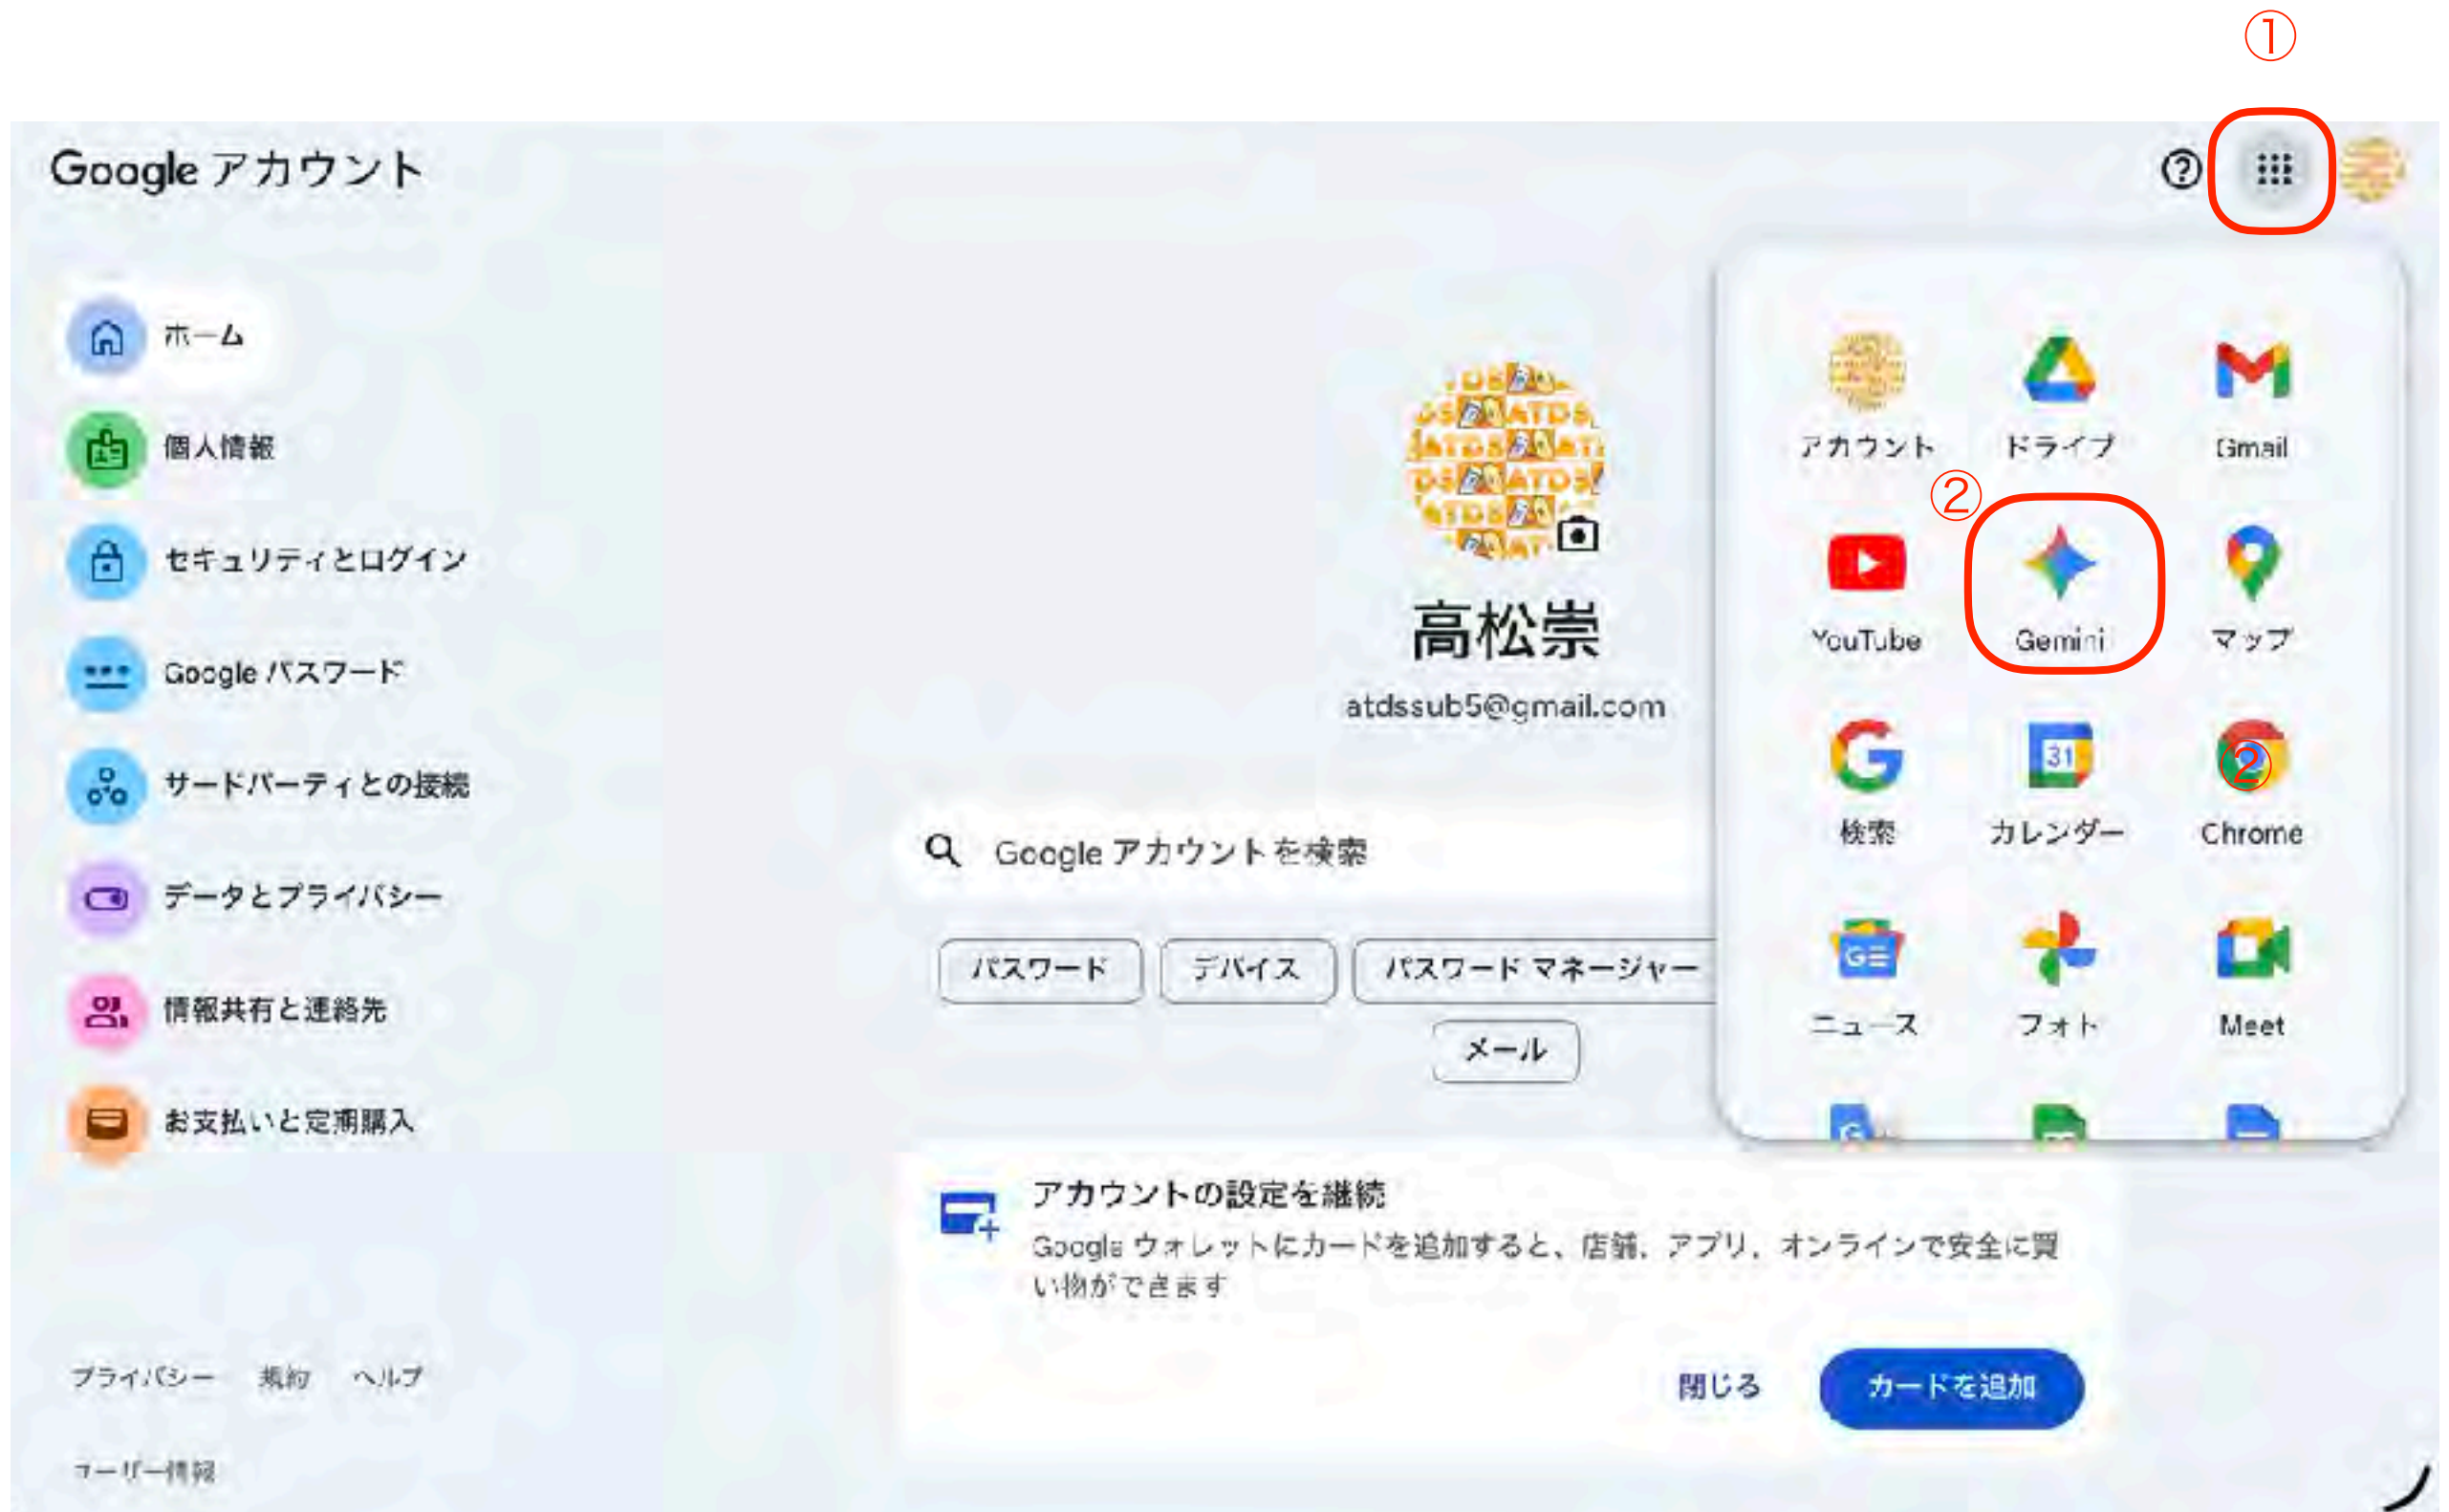 ①
Google アカウント
ホーム
個人情報
セキュリティとログイン
Google パスワード
サードパーティとの接続
データとプライバシー
情報共有と連絡先
お支払いと定期購入
プライバシー 規約 ヘルプ
ユーザー情報
ATDS
高松崇
atdssub5@gmail.com
Google アカウントを検索
パスワード デバイス パスワード マネージャー
メール
アカウントの設定を継続
Google ウォレットにカードを追加すると、店舗、アプリ、オンラインで安全に買
い物ができます
閉じる カードを追加
アカウント ドライブ Gmail
②
YouTube Gemini マップ
31
②
検索 カレンダー Chrome
ニュース フォト Meet